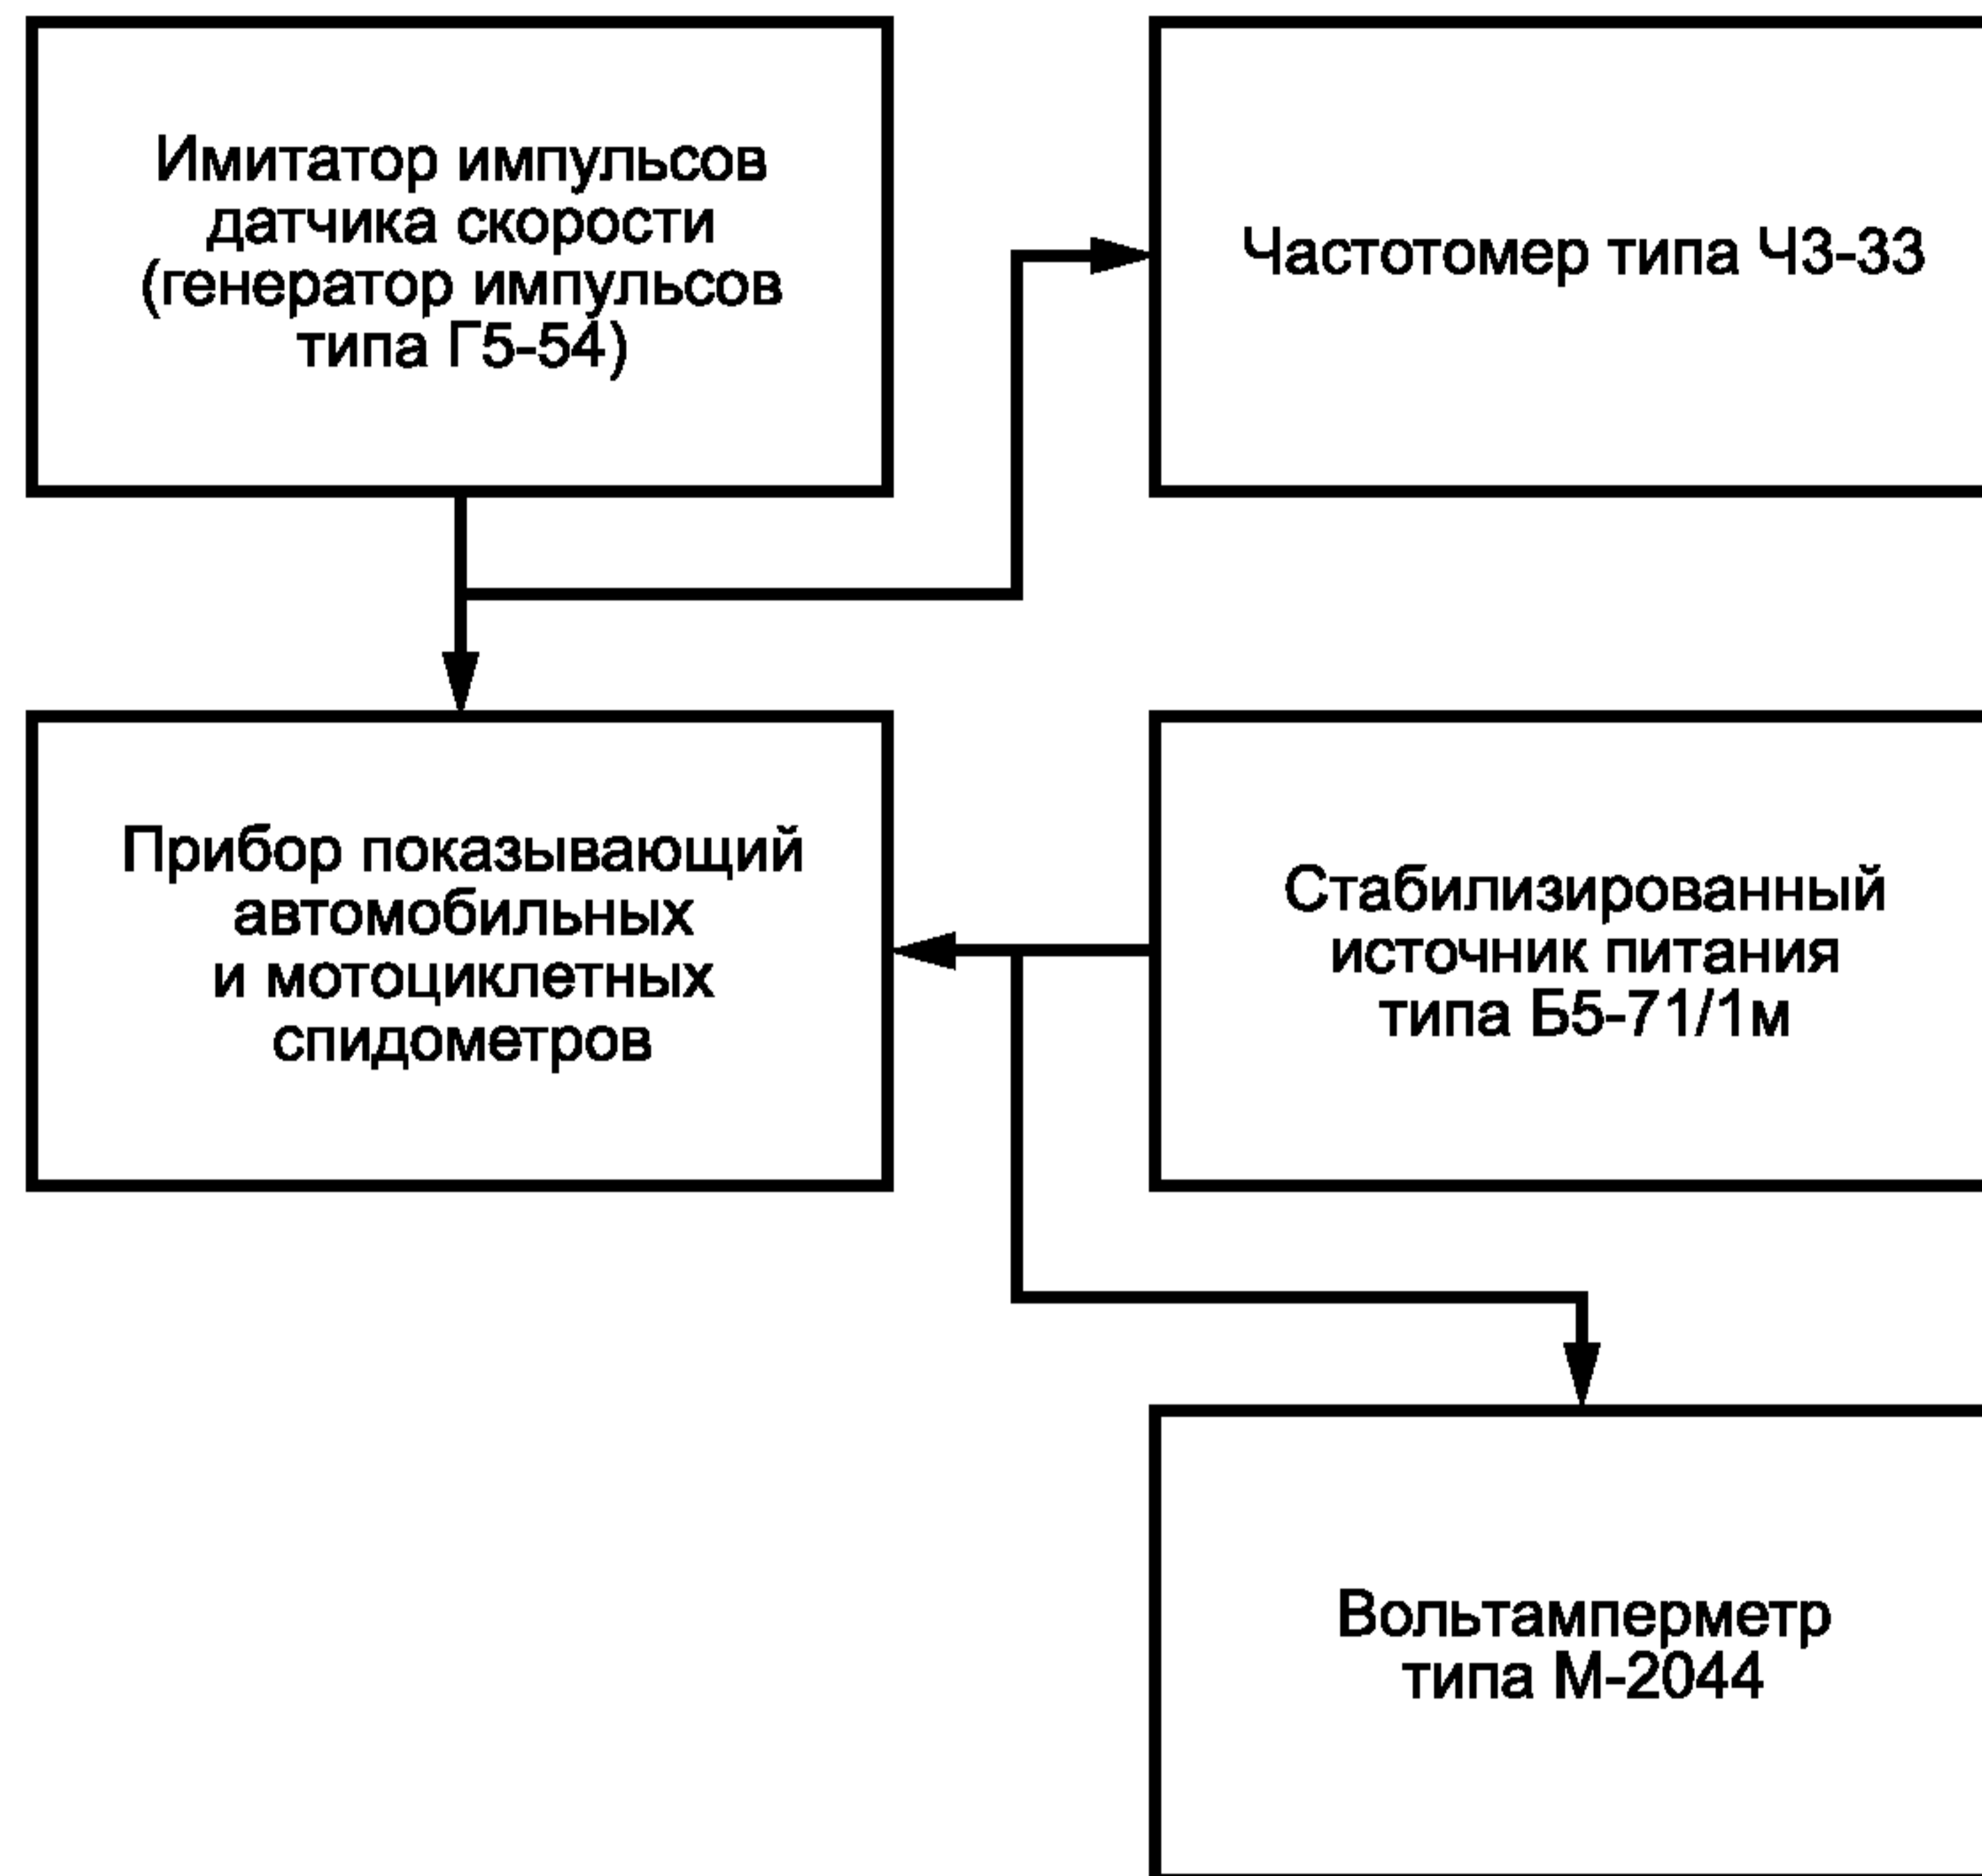 Имитатор импульсов
датчика скорости
(генератор импульсов
типа Г5-54)
Частотомер типа Ч3-33
Прибор показывающий
автомобильных
и мотоциклетных
спидометров
Стабилизированный
источник питания
типа Б5-71/1м
Вольтамперметр
типа М-2044